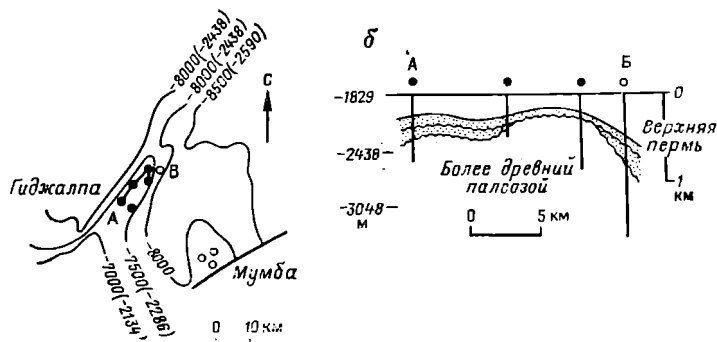 -8000(-2438)
-8000(-2438)
-8500(-2590)
С
Гиджалпа
В
А
-8000
Мумба
-7000(-2134)
-7500(-2286)
0 10 км
б
А
Б
-1829
0
Верхняя
пермь
-2438
Более древний
палсозой
1
км
-3048
м
0 5 км